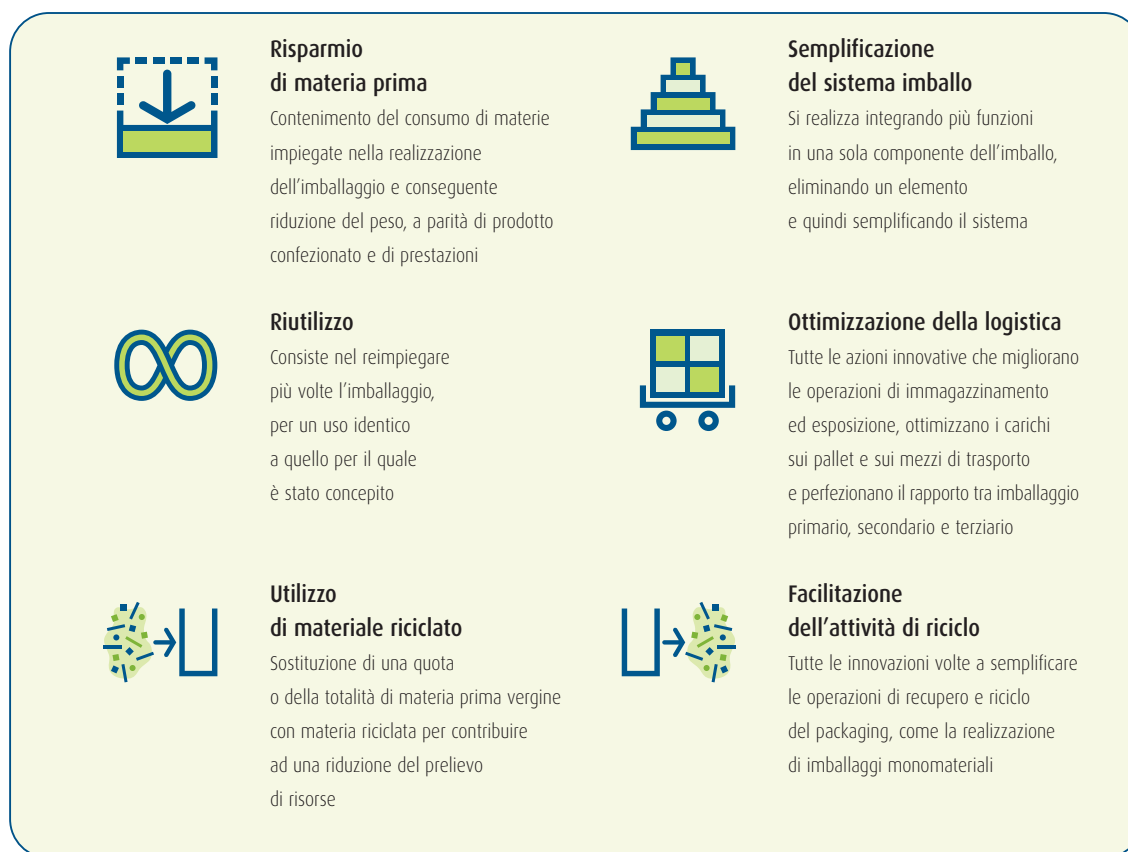 Risparmio
di materia prima
Contenimento del consumo di materie
impiegate nella realizzazione
dell'imballaggio e conseguente
riduzione del peso, a parità di prodotto
confezionato e di prestazioni
Semplificazione
del sistema imballo
Si realizza integrando più funzioni
in una sola componente dell'imballo,
eliminando un elemento
e quindi semplificando il sistema
Riutilizzo
Consiste nel reimpiegare
più volte l'imballaggio,
per un uso identico
a quello per il quale
è stato concepito
Ottimizzazione della logistica
Tutte le azioni innovative che migliorano
le operazioni di immagazzinamento
ed esposizione, ottimizzano i carichi
sui pallet e sui mezzi di trasporto
e perfezionano il rapporto tra imballaggio
primario, secondario e terziario
Utilizzo
di materiale riciclato
Sostituzione di una quota
o della totalità di materia prima vergine
con materia riciclata per contribuire
ad una riduzione del prelievo
di risorse
Facilitazione
dell'attività di riciclo
Tutte le innovazioni volte a semplificare
le operazioni di recupero e riciclo
del packaging, come la realizzazione
di imballaggi monomateriali